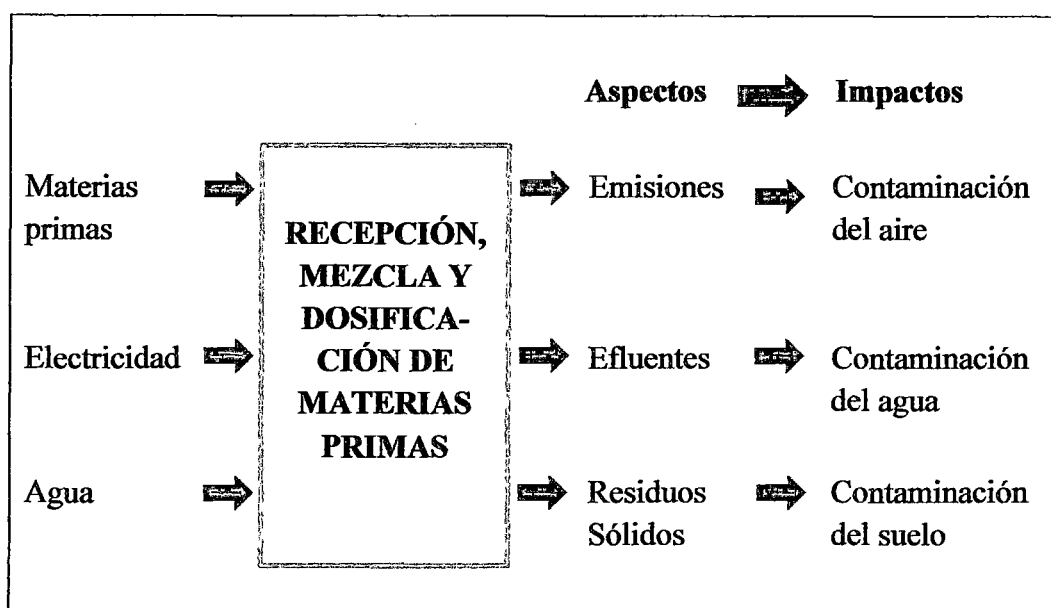 Aspectos Impactos
Materias
primas
Electricidad
Agua
RECEPCIÓN,
MEZCLA Y
DOSIFICA-
CIÓN DE
MATERIAS
PRIMAS
Emisiones
Contaminación
del aire
Efluentes
Contaminación
del agua
Residuos
Sólidos
Contaminación
del suelo